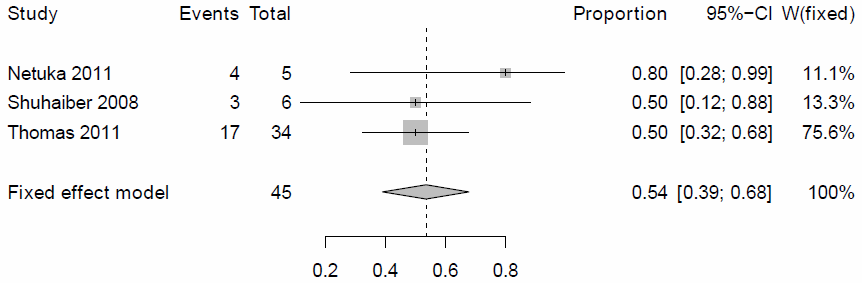 Study Events Total Proportion 95%−CI W(fixed)
Netuka 2011 4 5 0.80 [0.28; 0.99] 11.1%
Shuhaiber 2008 3 6 0.50 [0.12; 0.88] 13.3%
Thomas 2011 17 34 0.50 [0.32; 0.68] 75.6%
Fixed effect model 45 0.54 [0.39; 0.68] 100%
0.2 0.4 0.6 0.8